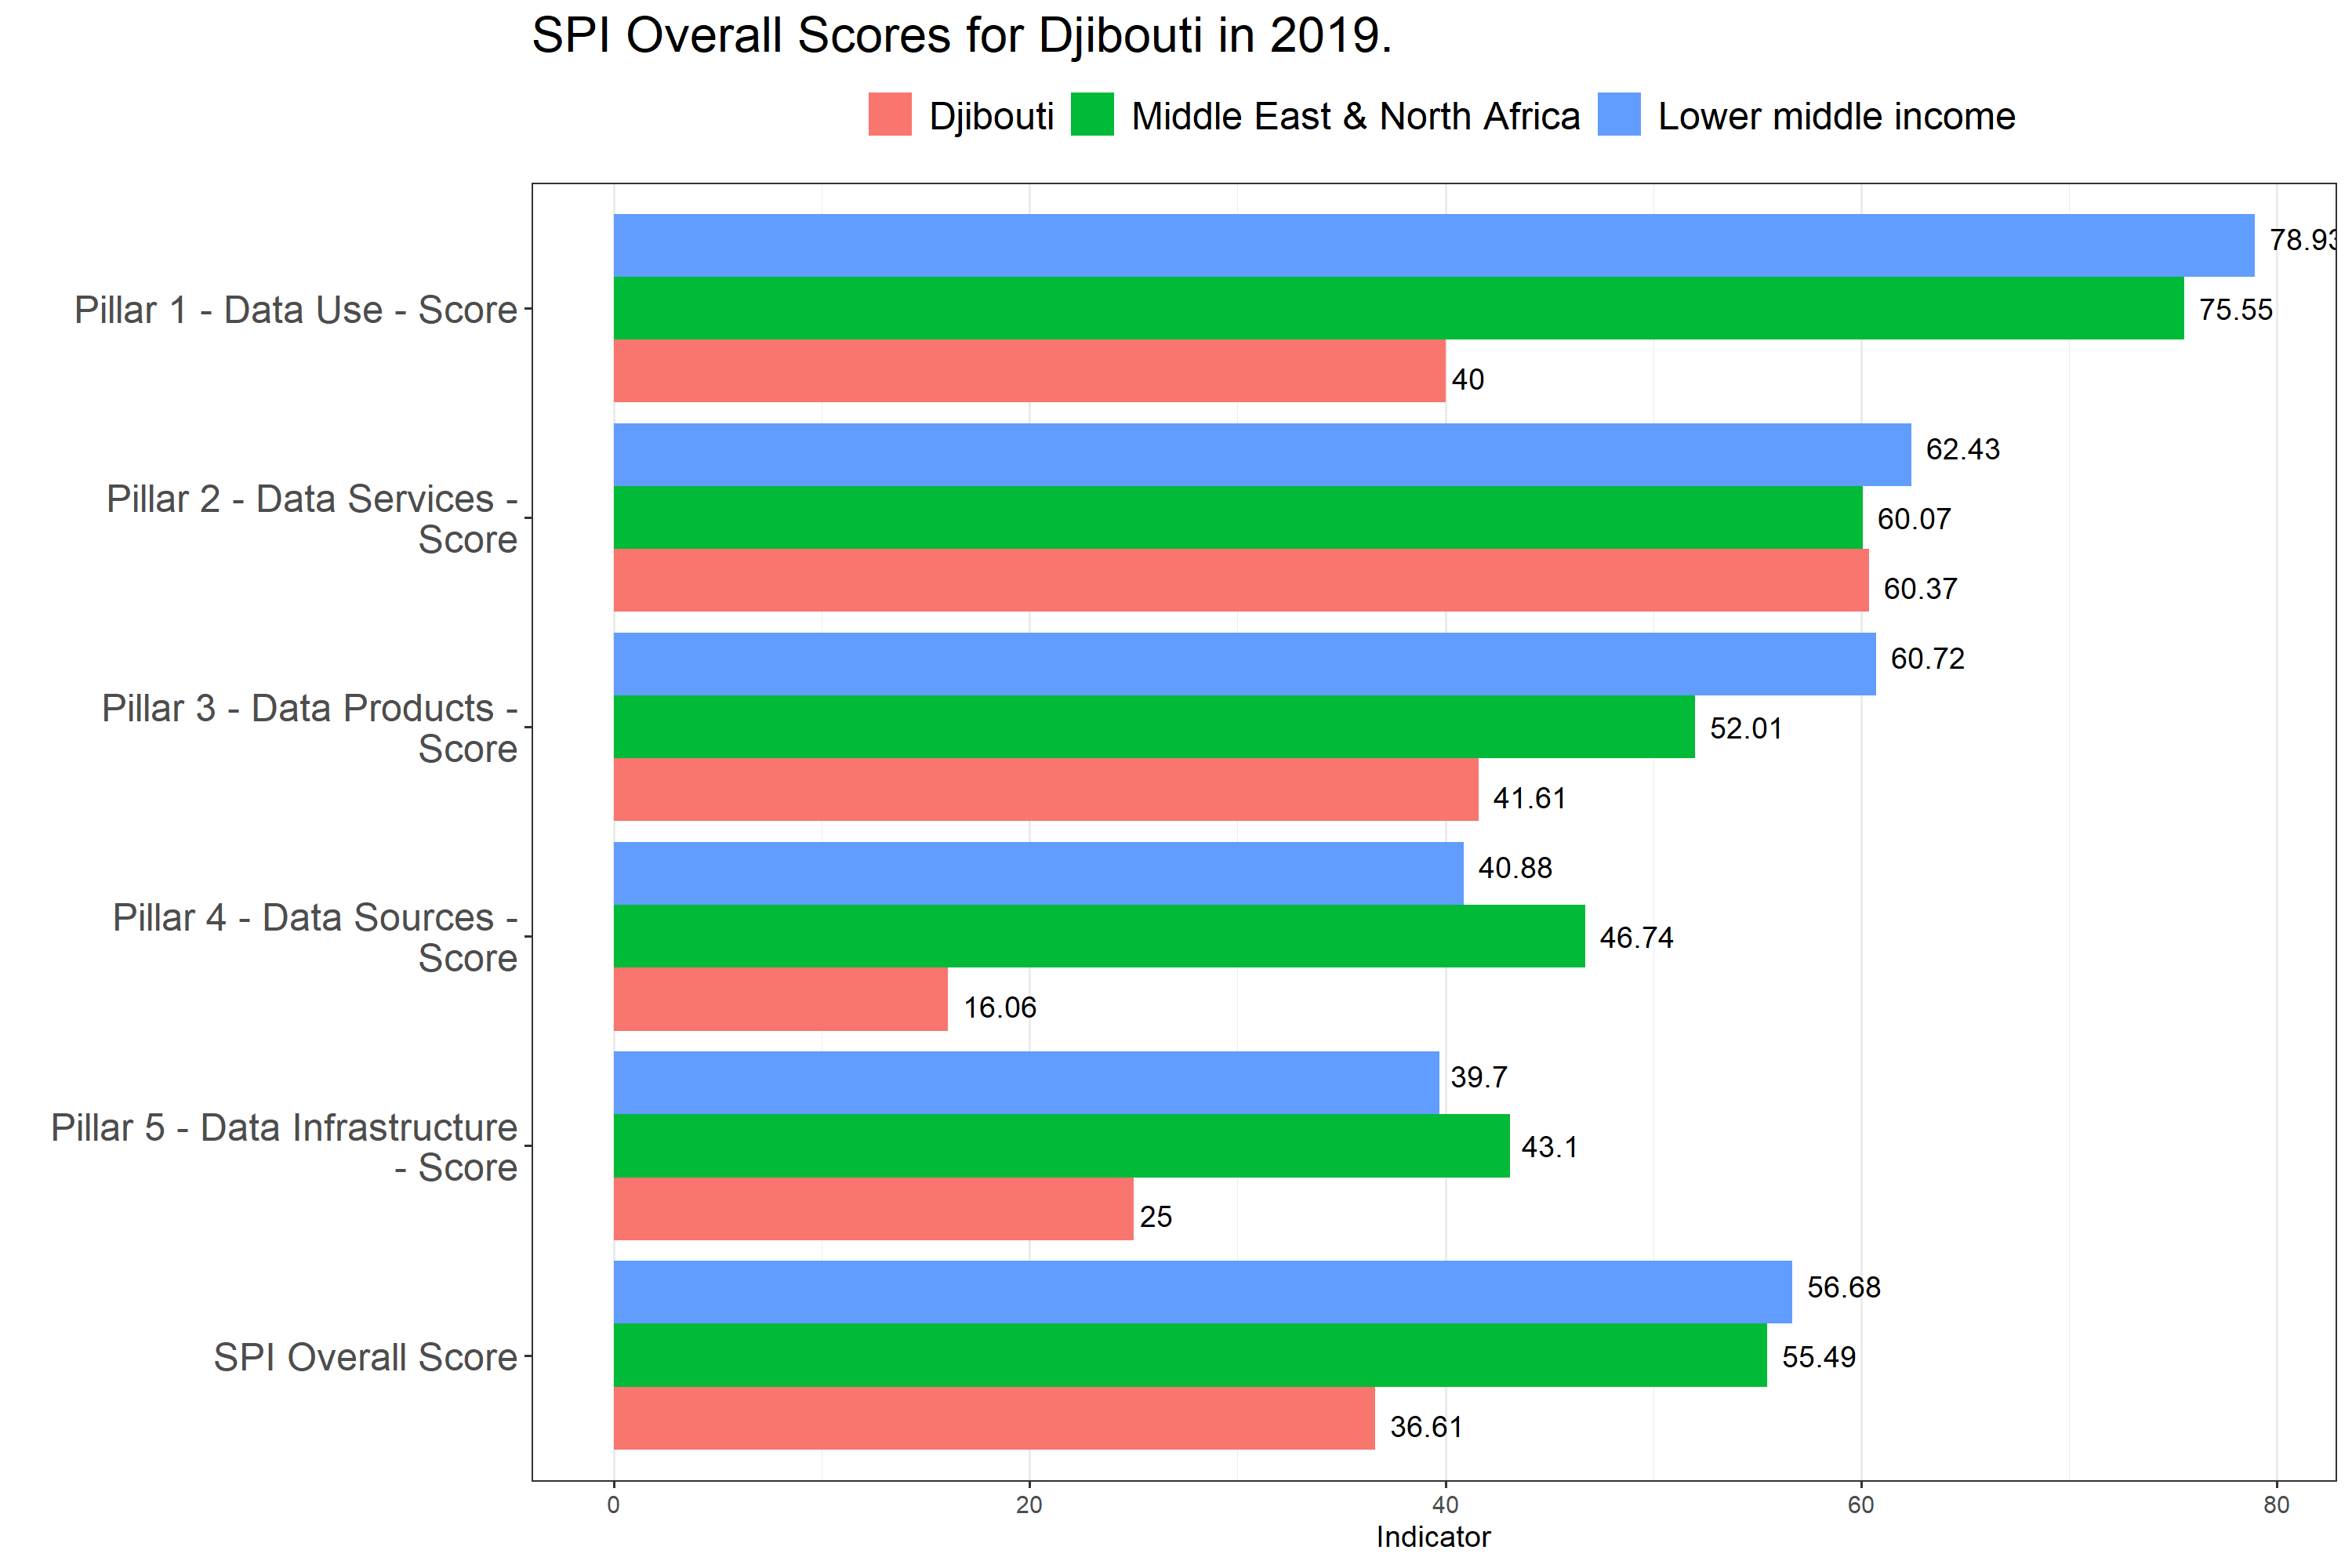 SPI Overall Scores for Djibouti in 2019.
Djibouti
Middle East & North Africa
Lower middle income
Pillar 1 - Data Use - Score
78.93
75.55
40
Pillar 2 - Data Services -
Score
62.43
60.07
60.37
Pillar 3 - Data Products -
Score
60.72
52.01
41.61
Pillar 4 - Data Sources -
Score
40.88
46.74
16.06
Pillar 5 - Data Infrastructure
- Score
39.7
43.1
25
SPI Overall Score
56.68
55.49
36.61
0
20
40
60
80
Indicator